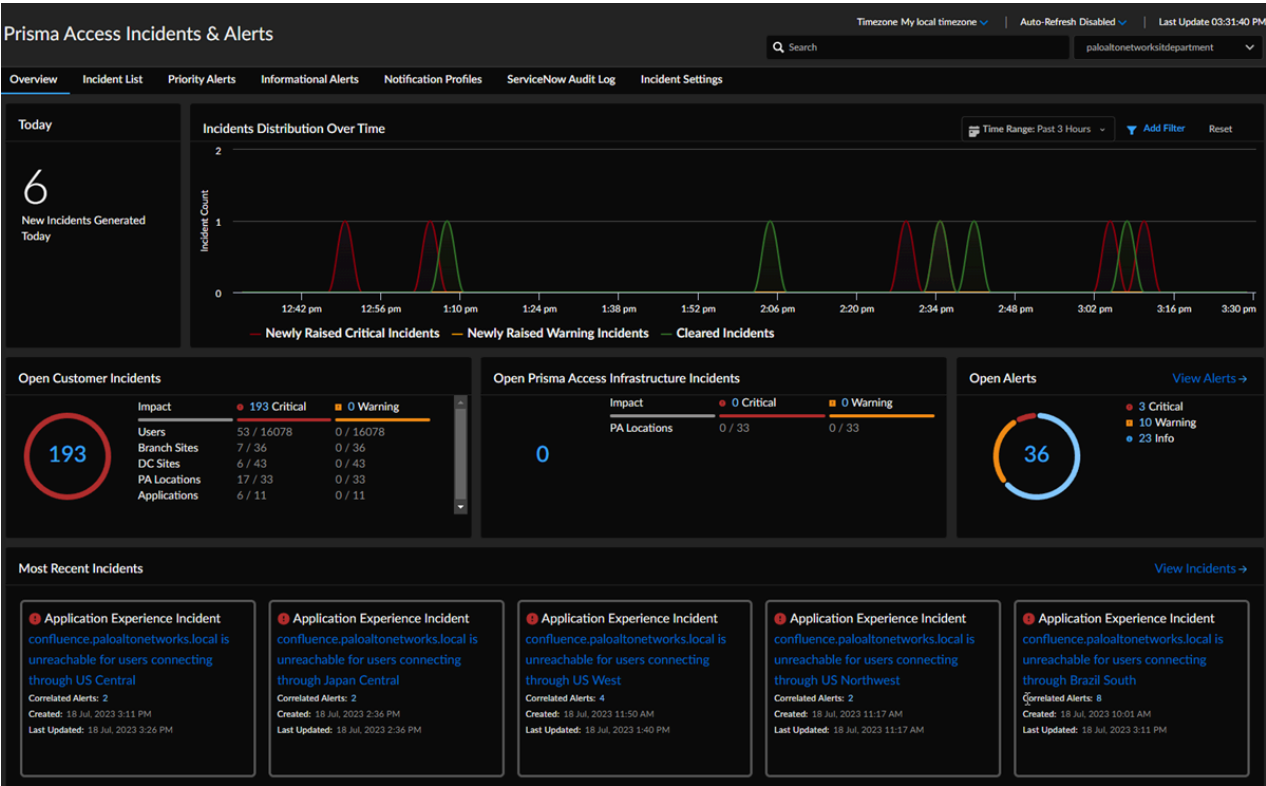 Prisma Access Incidents & Alerts
Timezone My local timezone | Auto-Refresh Disabled | Last Update 03:31:40 PM
Search
paloaltonetworksitdepartment
Overview Incident List Priority Alerts Informational Alerts Notification Profiles ServiceNow Audit Log Incident Settings
Today
6
New Incidents Generated
Today
Incidents Distribution Over Time
Time Range: Past 3 Hours Add Filter Reset
Incident Count
2
1
0
12:42 pm 12:56 pm 1:10 pm 1:24 pm 1:38 pm 1:52 pm 2:06 pm 2:20 pm 2:34 pm 2:48 pm 3:02 pm 3:16 pm 3:30 pm
Newly Raised Critical Incidents Newly Raised Warning Incidents Cleared Incidents
Open Customer Incidents
193
Impact 193 Critical 0 Warning
Users 53 / 16078 0 / 16078
Branch Sites 7 / 36 0 / 36
DC Sites 6 / 43 0 / 43
PA Locations 17 / 33 0 / 33
Applications 6 / 11 0 / 11
Open Prisma Access Infrastructure Incidents
0
Impact 0 Critical 0 Warning
PA Locations 0 / 33 0 / 33
Open Alerts View Alerts →
36
3 Critical
10 Warning
23 Info
Most Recent Incidents View Incidents →
Application Experience Incident
confluence.paloaltonetworks.local is
unreachable for users connecting
through US Central
Correlated Alerts: 2
Created: 18 Jul, 2023 3:11 PM
Last Updated: 18 Jul, 2023 3:26 PM
Application Experience Incident
confluence.paloaltonetworks.local is
unreachable for users connecting
through Japan Central
Correlated Alerts: 2
Created: 18 Jul, 2023 2:36 PM
Last Updated: 18 Jul, 2023 2:36 PM
Application Experience Incident
confluence.paloaltonetworks.local is
unreachable for users connecting
through US West
Correlated Alerts: 4
Created: 18 Jul, 2023 11:50 AM
Last Updated: 18 Jul, 2023 1:40 PM
Application Experience Incident
confluence.paloaltonetworks.local is
unreachable for users connecting
through US Northwest
Correlated Alerts: 2
Created: 18 Jul, 2023 11:17 AM
Last Updated: 18 Jul, 2023 11:17 AM
Application Experience Incident
confluence.paloaltonetworks.local is
unreachable for users connecting
through Brazil South
Correlated Alerts: 8
Created: 18 Jul, 2023 10:01 AM
Last Updated: 18 Jul, 2023 3:11 PM